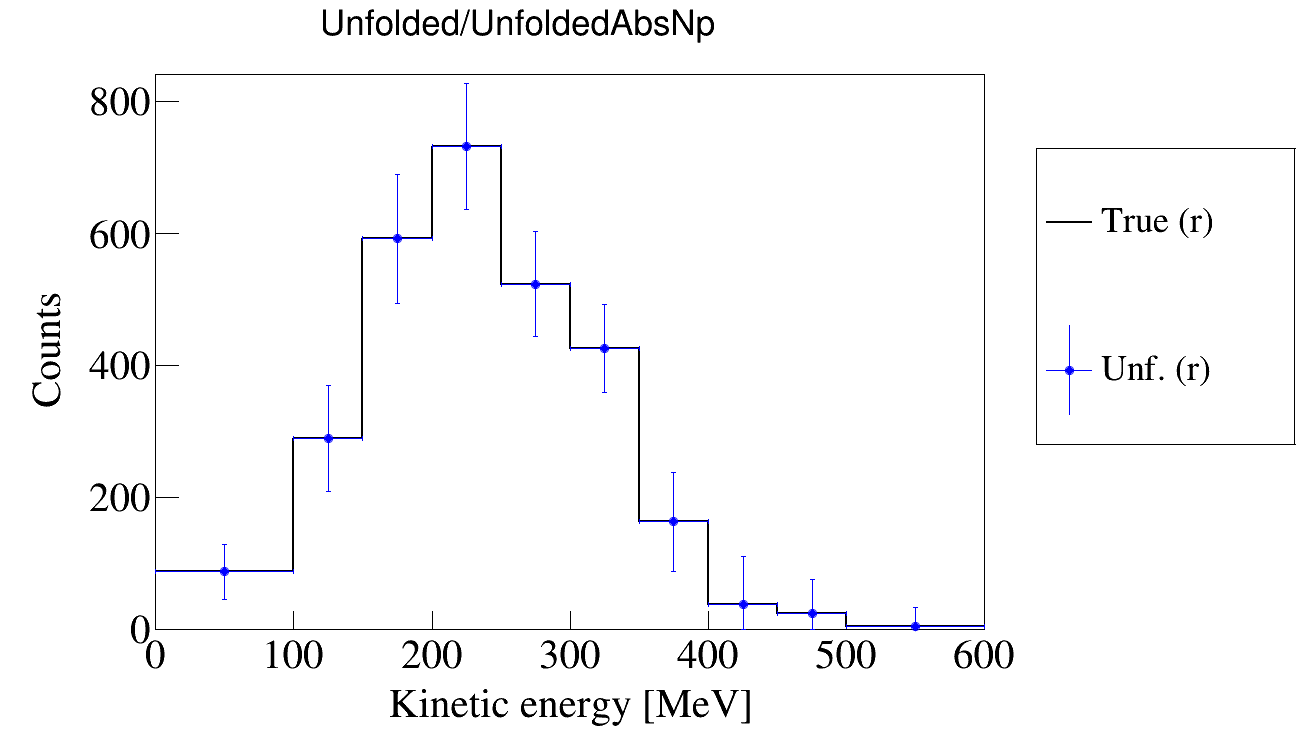 Unfolded/UnfoldedAbsNp
800
600
400
200
0
Counts
0 100 200 300 400 500 600
Kinetic energy [MeV]
True (r)
Unf. (r)